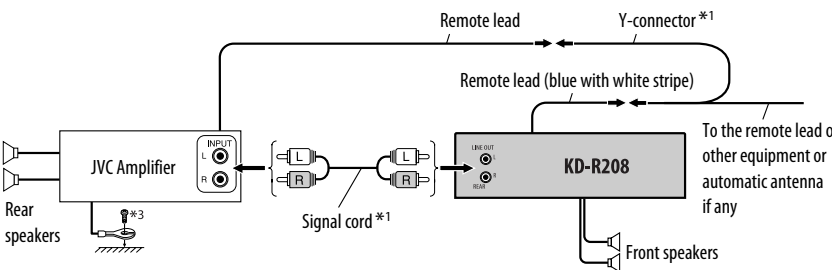 Remote lead
Y-connector *1
Remote lead (blue with white stripe)
To the remote lead o
other equipment or
automatic antenna
if any
INPUT
L
R
JVC Amplifier
L
R
L
R
Signal cord *1
LINE OUT
L
R
REAR
KD-R208
Rear
speakers
*3
Front speakers